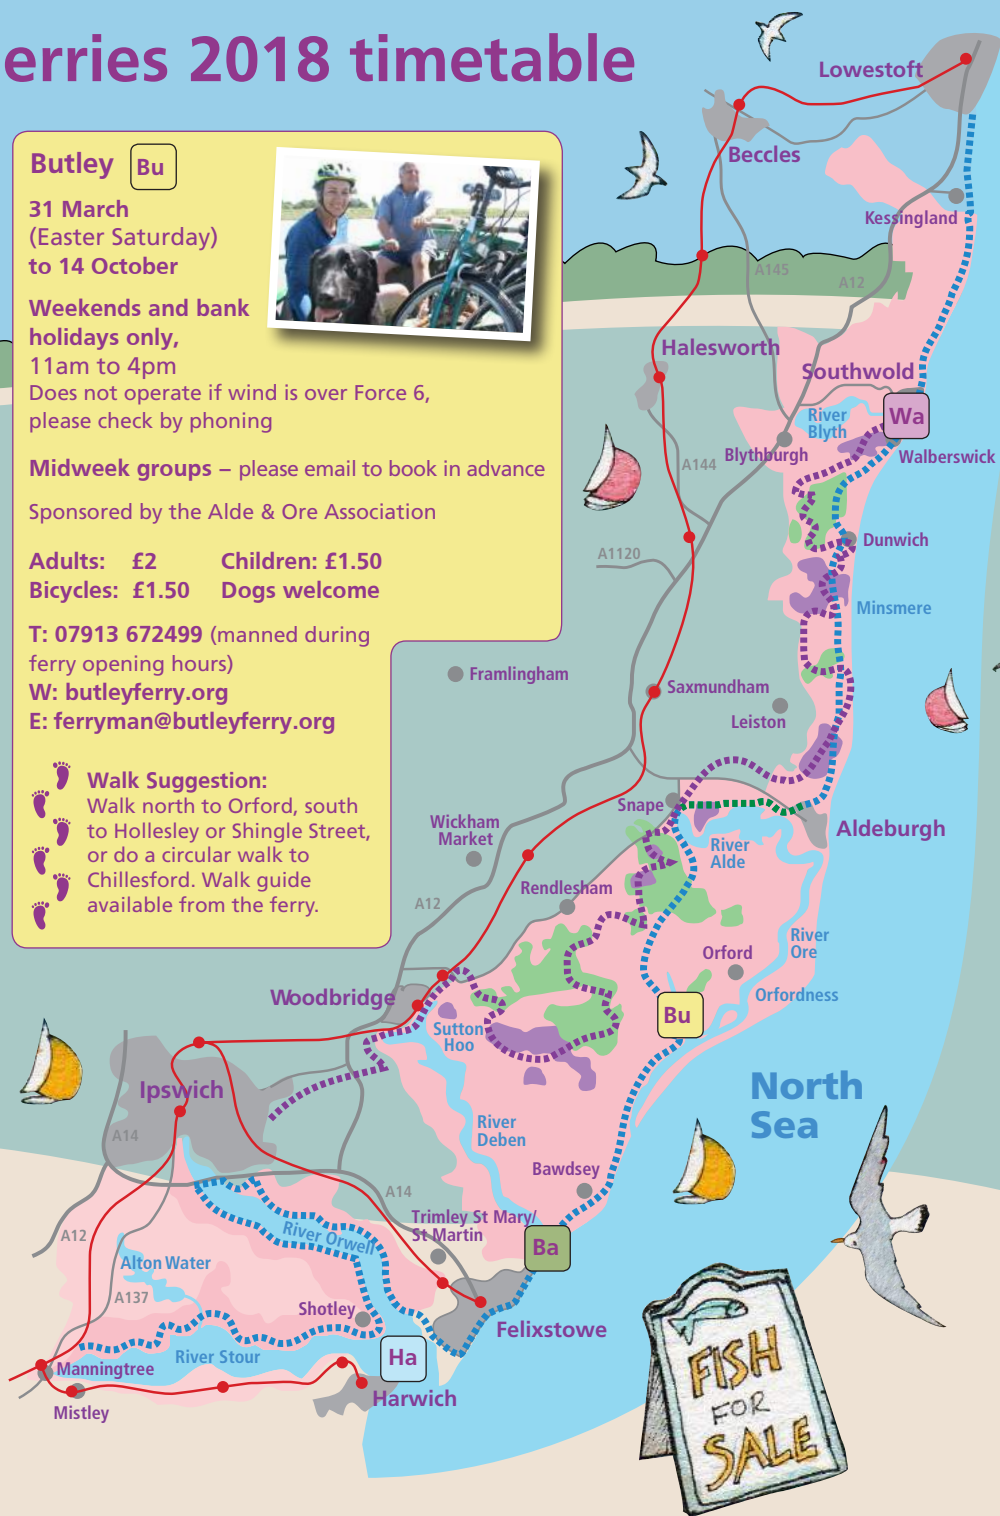 erries 2018 timetable
Butley Bu
31 March
(Easter Saturday)
to 14 October
Weekends and bank
holidays only,
11am to 4pm
Does not operate if wind is over Force 6,
please check by phoning
Midweek groups – please email to book in advance
Sponsored by the Alde & Ore Association
Adults: £2 Children: £1.50
Bicycles: £1.50 Dogs welcome
T: 07913 672499 (manned during
ferry opening hours)
W: butleyferry.org
E: ferryman@butleyferry.org
Walk Suggestion:
Walk north to Orford, south
to Hollesley or Shingle Street,
or do a circular walk to
Chillesford. Walk guide
available from the ferry.
Lowestoft
Beccles
Kessingland
A145
A12
Halesworth
Southwold
River
Blyth
Wa
Blythburgh
Walberswick
A144
Dunwich
A1120
Minsmere
Framlingham
Saxmundham
Leiston
Snape
Wickham
Market
Aldeburgh
River
Alde
Rendlesham
A12
River
Ore
Orford
Orfordness
Woodbridge
Bu
Sutton
Hoo
Ipswich
North
Sea
A14
River
Deben
Bawdsey
A14
Trimley St Mary/
St Martin
A12
River Orwell
Ba
Alton Water
A137
Shotley
Felixstowe
River Stour
Ha
Manningtree
Harwich
Mistley
FISH
FOR
SALE